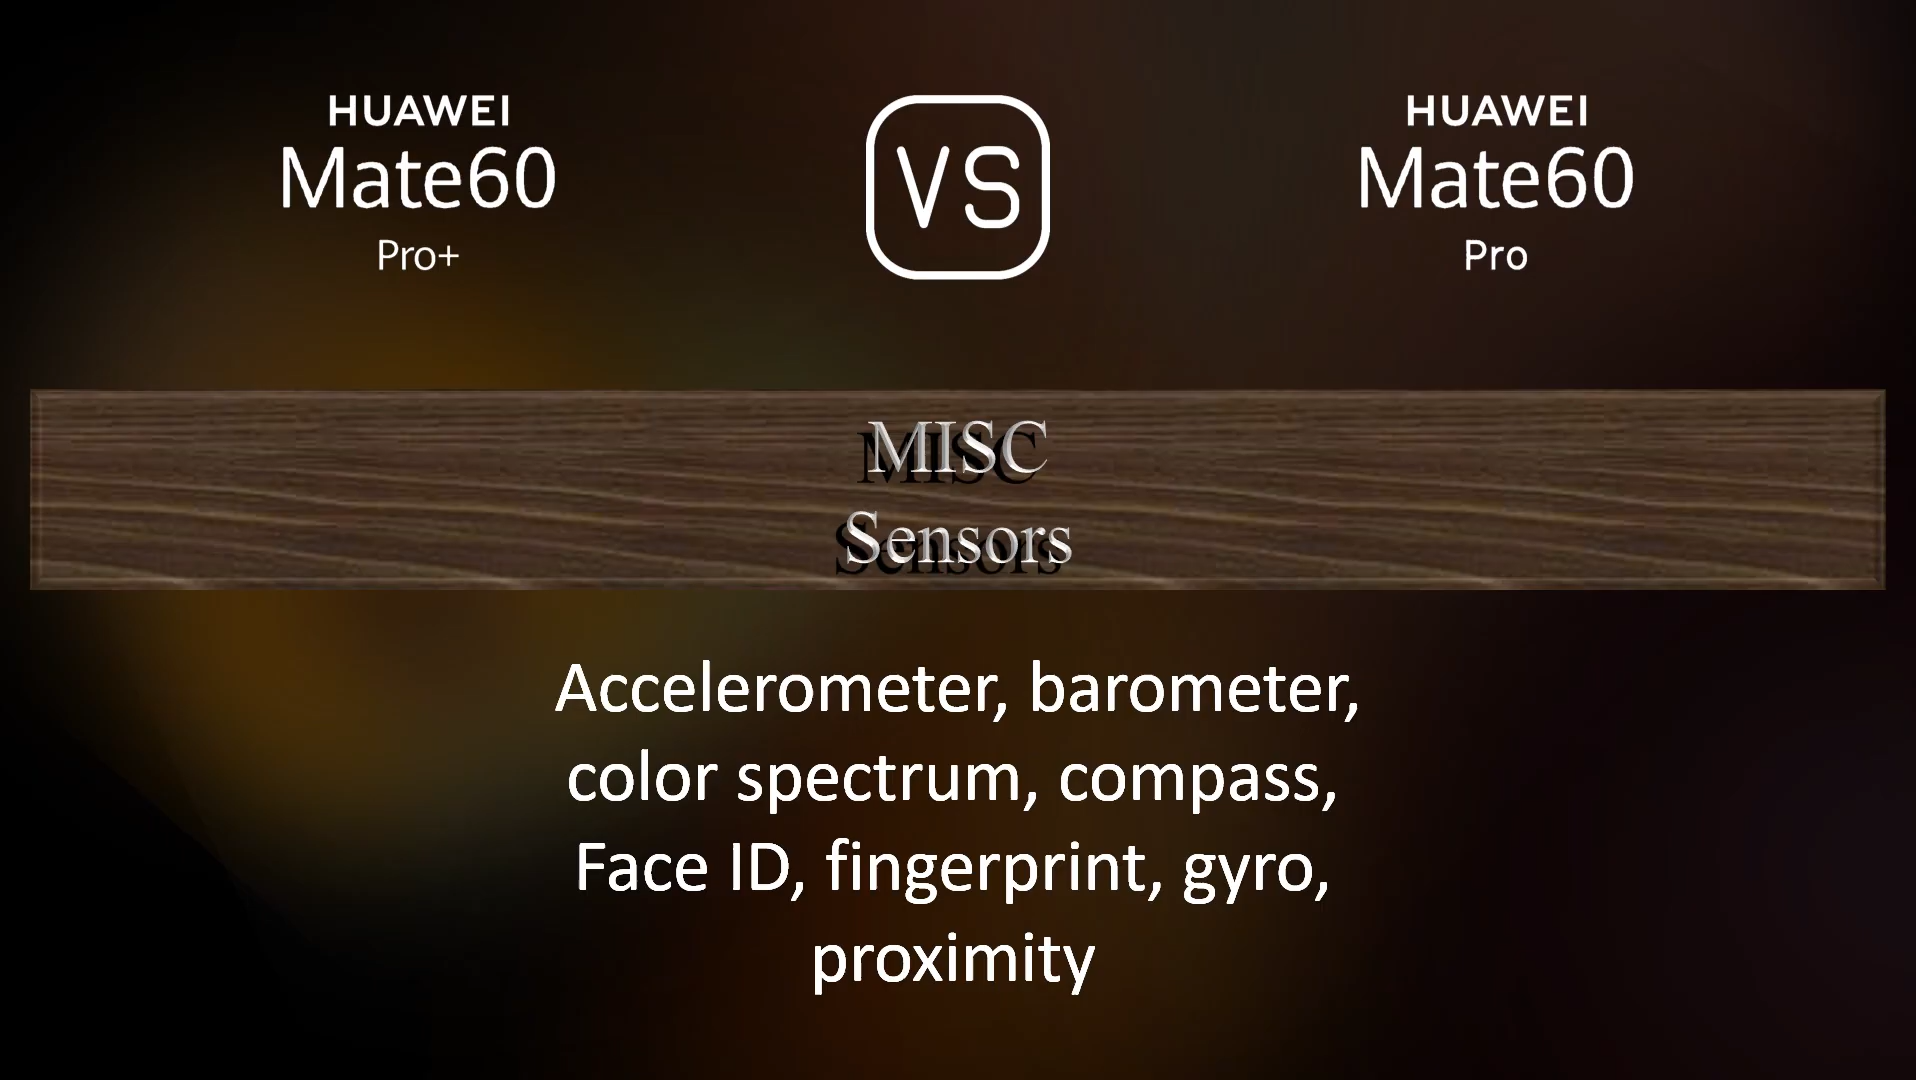 HUAWEI
Mate60
Pro+
VS
HUAWEI
Mate60
Pro
MISC
Sensors
Accelerometer, barometer,
color spectrum, compass,
Face ID, fingerprint, gyro,
proximity